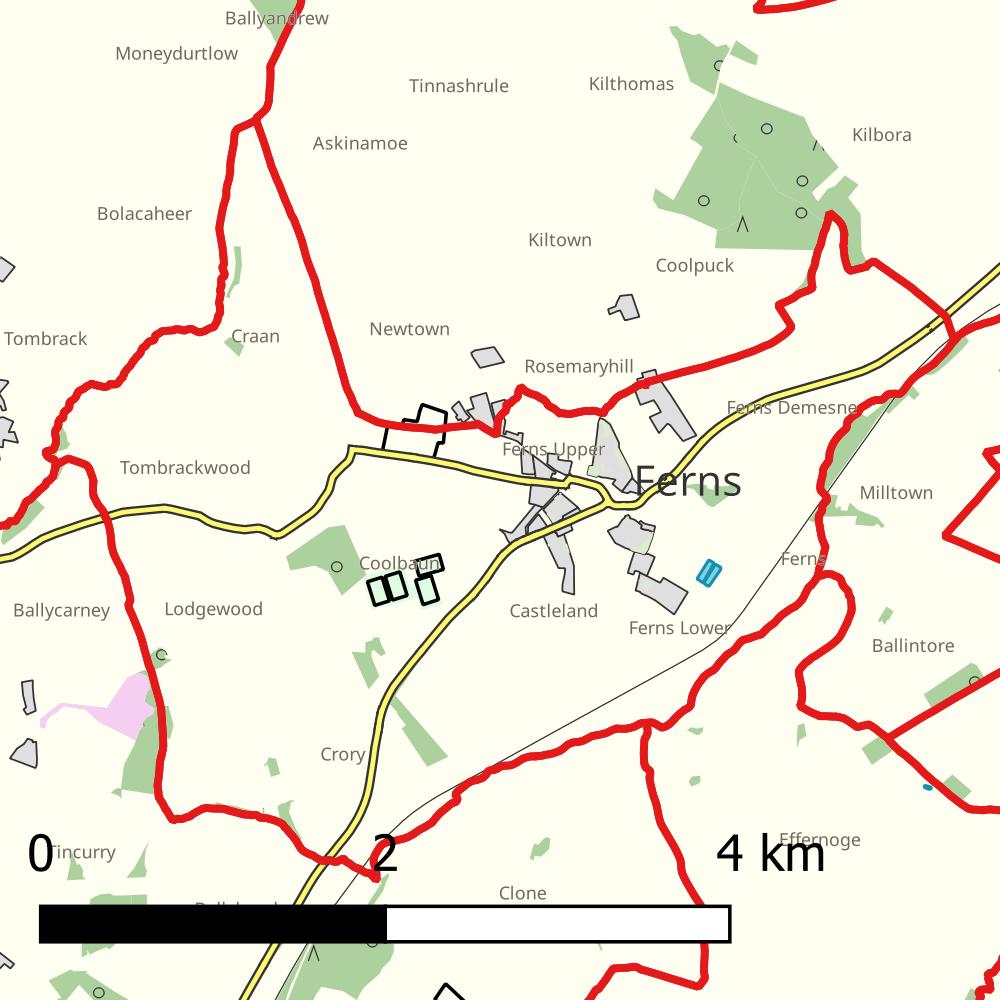 Ballyandrew
Moneydurtlow
Tinnashrule
Kilthomas
Kilbora
Askinamoe
Bolacaheer
Kiltown
Coolpuck
Newtown
Craan
Tombrack
Rosemaryhill
Ferns Demesne
Ferns Upper
Tombrackwood
Ferns
Milltown
Coolbaun
Ferns
Ballycarney
Lodgewood
Castleland
Ferns Lower
Ballintore
Crory
Effernoge
0
2
4 km
Tincurry
Clone